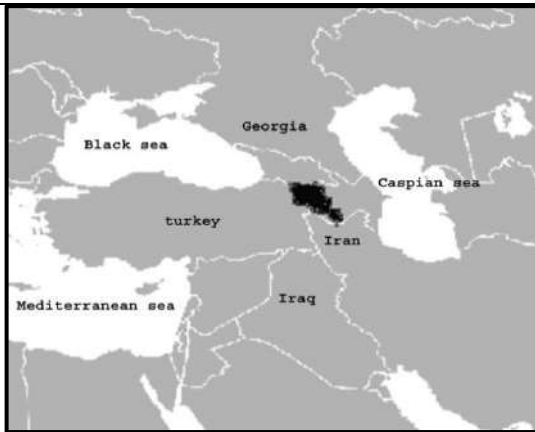 Georgia
Black sea
Caspian sea
turkey
Iran
Iraq
Mediterranean sea